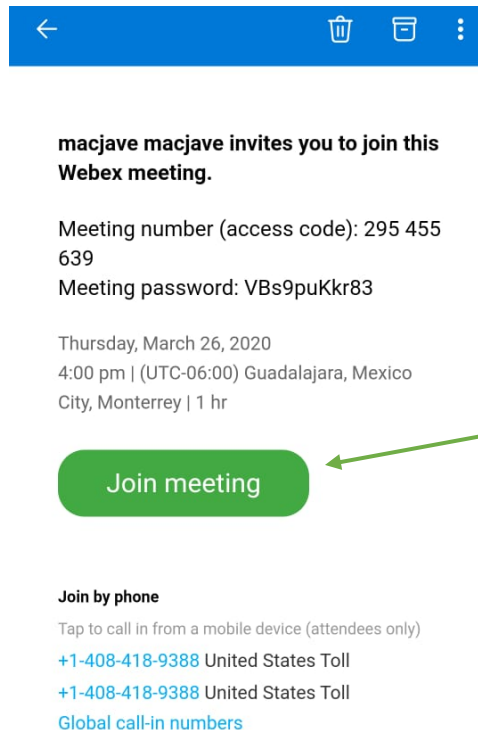 macjave macjave invites you to join this
Webex meeting.
Meeting number (access code): 295 455
639
Meeting password: VBs9puKkr83
Thursday, March 26, 2020
4:00 pm | (UTC-06:00) Guadalajara, Mexico
City, Monterrey | 1 hr
Join meeting
Join by phone
Tap to call in from a mobile device (attendees only)
+1-408-418-9388 United States Toll
+1-408-418-9388 United States Toll
Global call-in numbers